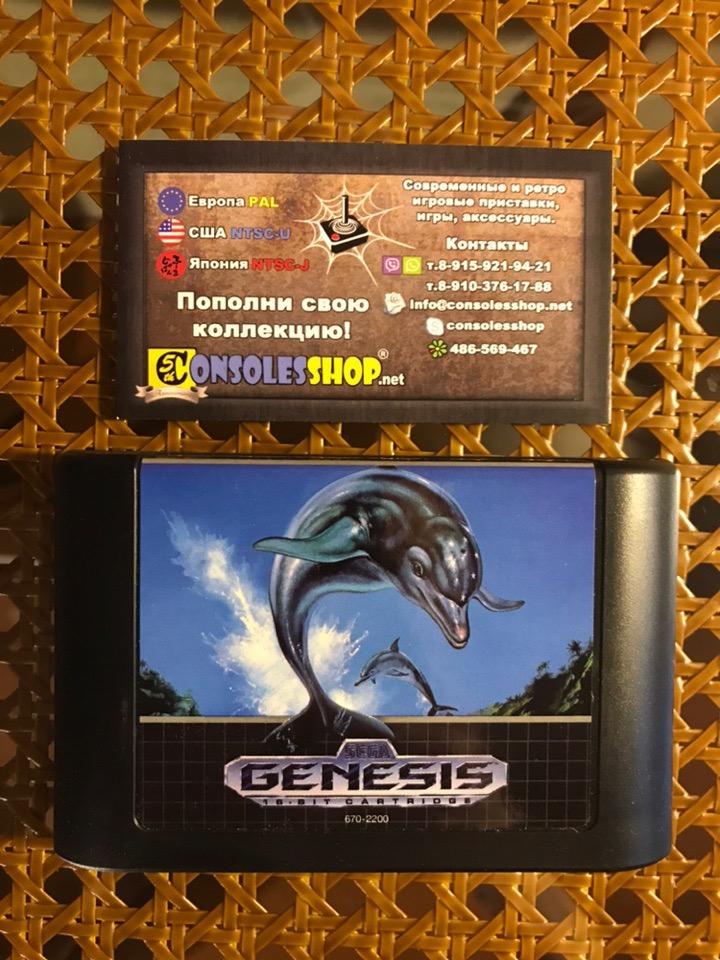 Европа PAL
США NTSC-U
Япония NTSC-J
Пополни свою
коллекцию!
5th
CONSOLESSHOP®.net
Современные и ретро
игровые приставки,
игры, аксессуары.
Контакты
т.8-915-921-94-21
т.8-910-376-17-88
info@consolesshop.net
consolesshop
486-569-467
SEGA
GENESIS
16-BIT CARTRIDGE
670-2200